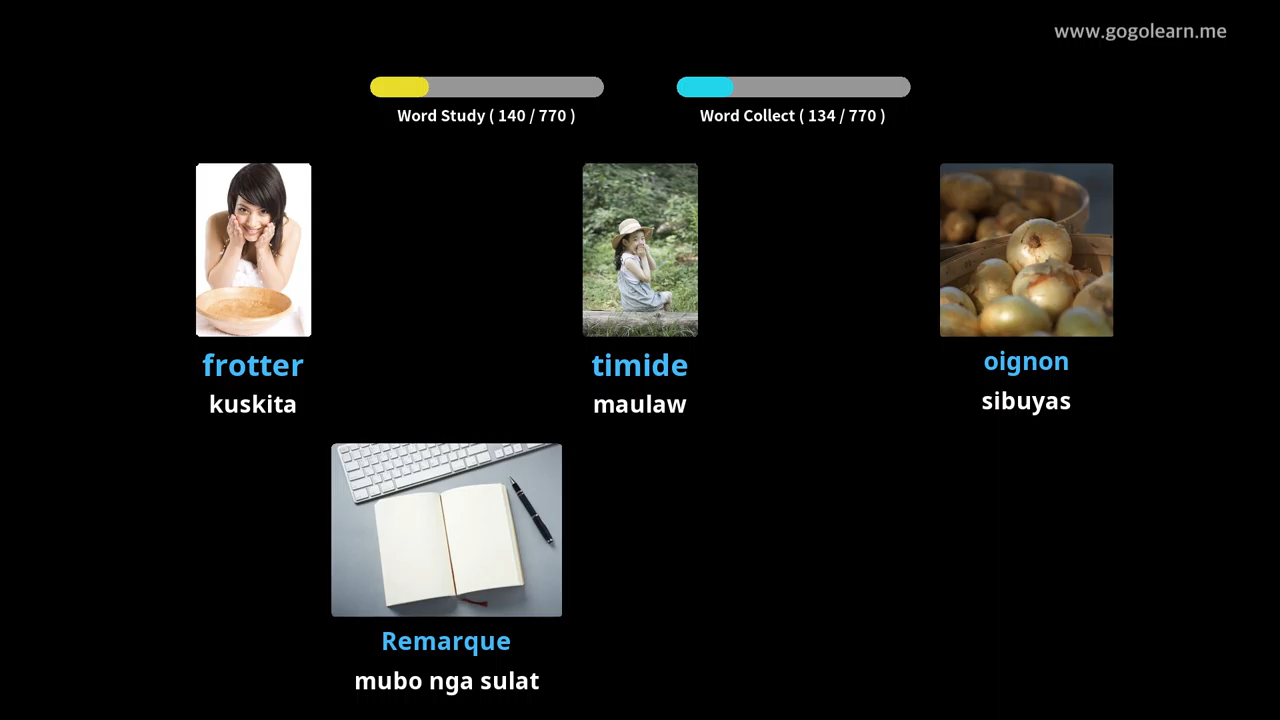 www.gogolearn.me
Word Study ( 140 / 770 )
Word Collect ( 134 / 770 )
frotter
kuskita
timide
maulaw
oignon
sibuyas
Remarque
mubo nga sulat